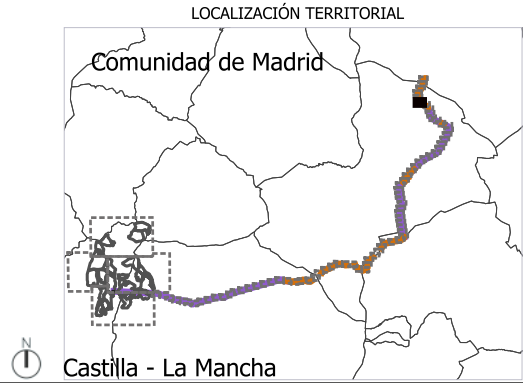 LOCALIZACIÓN TERRITORIAL
Comunidad de Madrid
N
Castilla - La Mancha